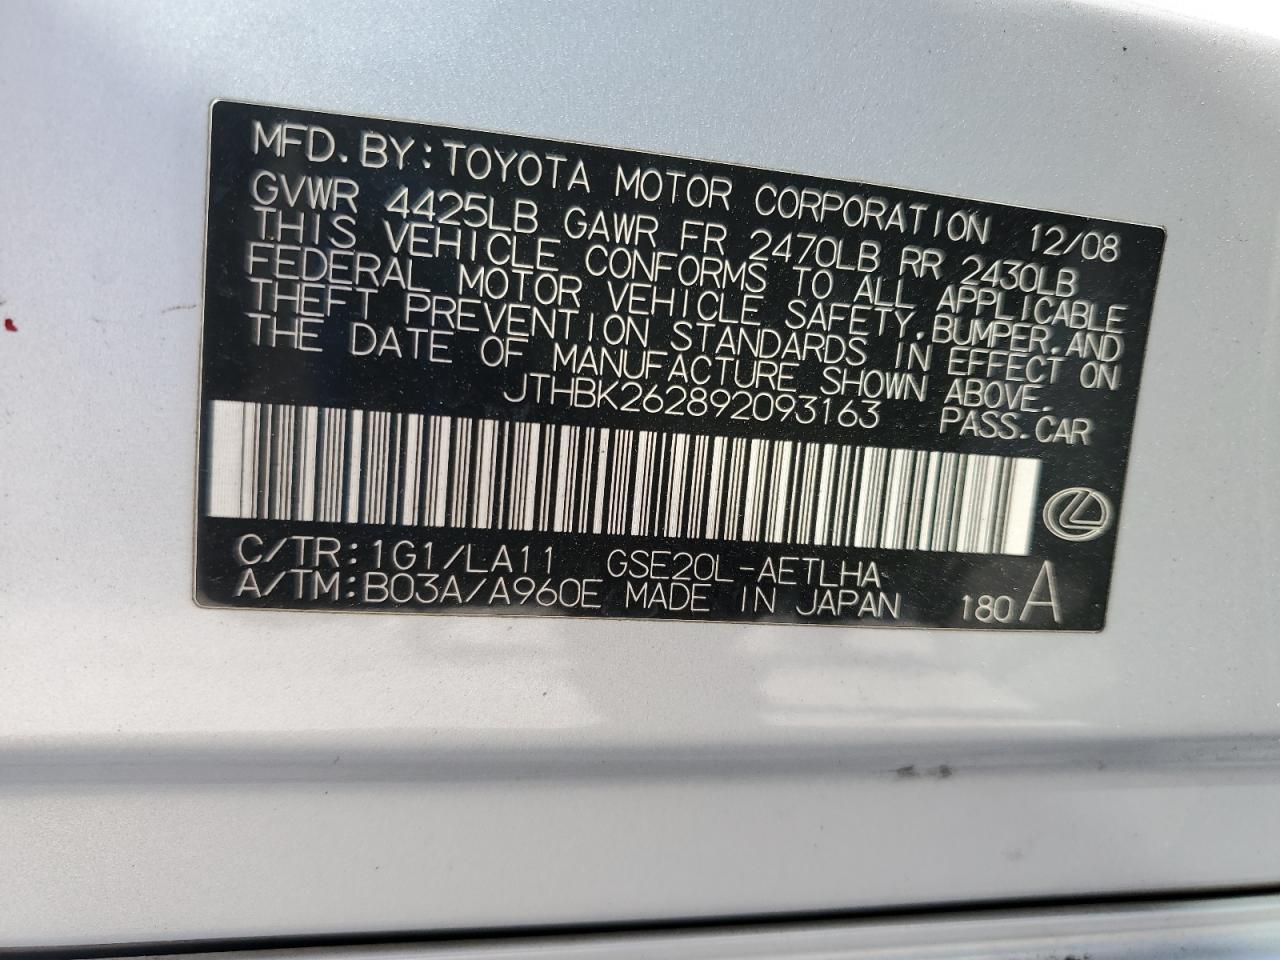 MFD.BY:TOYOTA MOTOR CORPORATION 12/08
GVWR 4425LB GAWR FR 2470LB RR 2430LB
THIS VEHICLE CONFORMS TO ALL APPLICABLE
FEDERAL MOTOR VEHICLE SAFETY,BUMPER,AND
THEFT PREVENTION STANDARDS IN EFFECT ON
THE DATE OF MANUFACTURE SHOWN ABOVE.
JTHBK262892093163 PASS.CAR
C/TR:1G1/LA11 GSE20L-AETLHA
A/TM:B03A/A960E MADE IN JAPAN 180 A